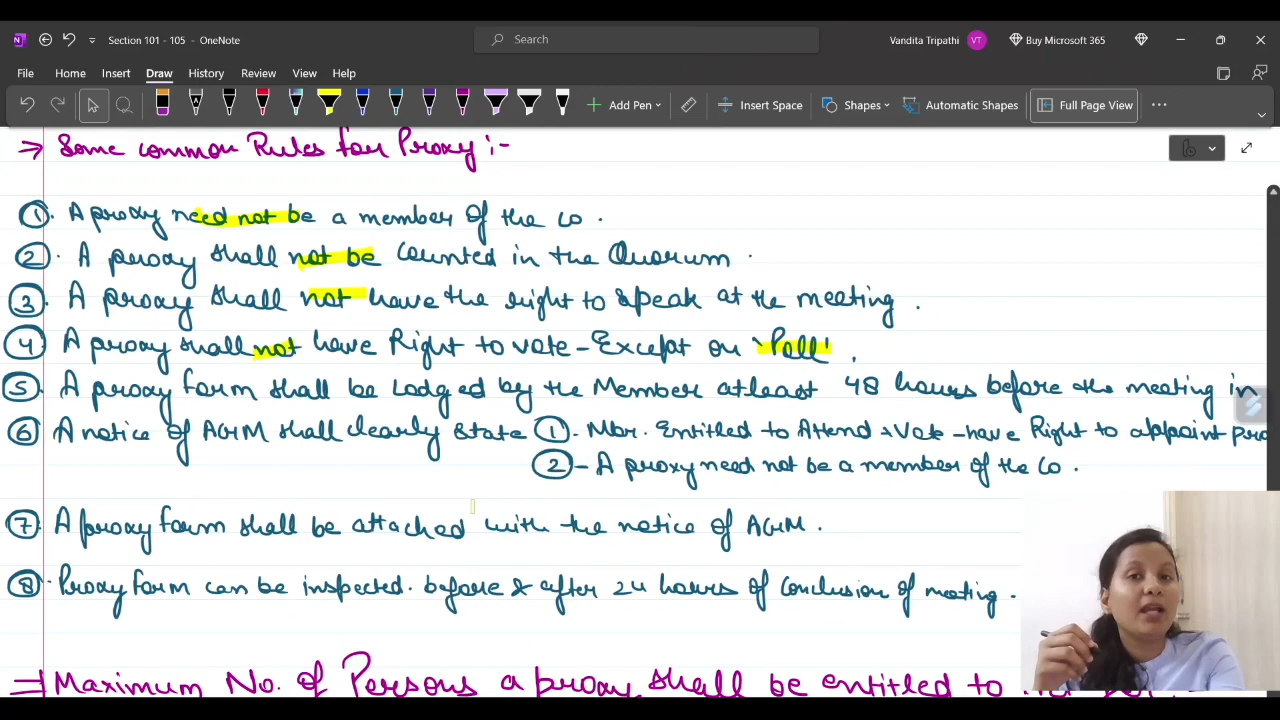 Section 101 - 105 - OneNote
Search
Vandita Tripathi VT Buy Microsoft 365
File Home Insert Draw History Review View Help
Add Pen Insert Space Shapes Automatic Shapes Full Page View
→ Some common Rules for Proxy :-
① A proxy need not be a member of the co.
②. A proxy shall not be counted in the Quorum.
③ A proxy shall not have the right to speak at the meeting.
④ A proxy shall not have Right to vote - Except on 'Poll'.
⑤ A proxy form shall be Lodged by the Member atleast 48 hours before the meeting in
⑥ A notice of AGM shall clearly state ①. Mbr. Entitled to Attend & Vote - have Right to appoint pro
② - A proxy need not be a member of the Co.
⑦. A proxy form shall be attached with the notice of AGM.
⑧. Proxy form can be inspected. before & after 24 hours of conclusion of meeting.
⇒ Maximum No. of Persons a proxy shall be entitled to